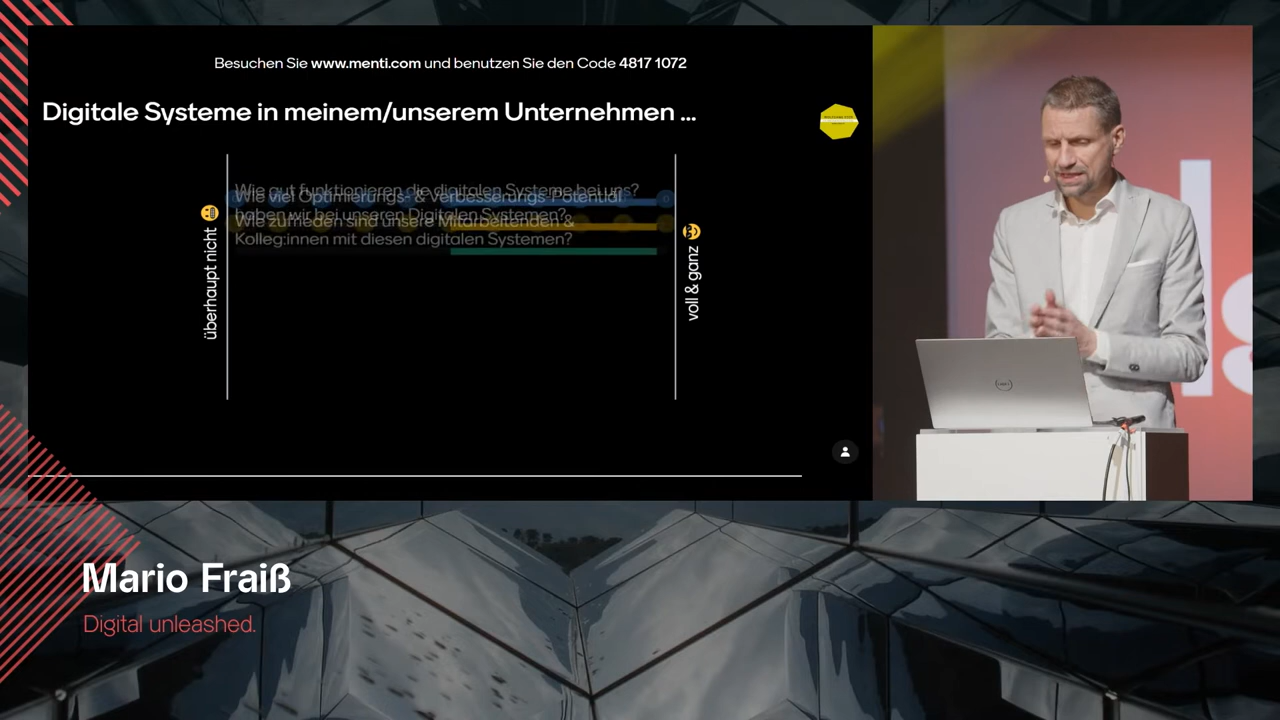 Besuchen Sie www.menti.com und benutzen Sie den Code 4817 1072
Digitale Systeme in meinem/unserem Unternehmen ...
Wie gut funktionieren die digitalen Systeme bei uns?
Wie viel Optimierungs- & Verbesserungs-Potential
haben wir bei unseren Digitalen Systemen?
Wie zufrieden sind unsere Mitarbeitenden &
Kolleg:innen mit diesen digitalen Systemen?
überhaupt nicht
voll & ganz
DELL
Mario Fraiß
Digital unleashed.